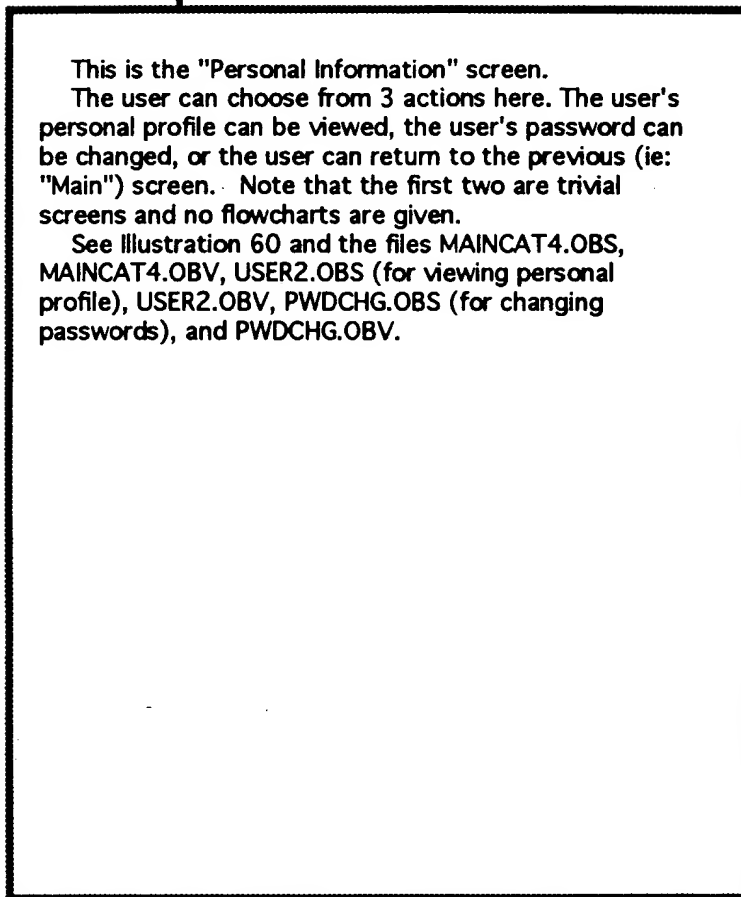 This is the "Personal Information" screen.
The user can choose from 3 actions here. The user's
personal profile can be viewed, the user's password can
be changed, or the user can return to the previous (ie:
"Main") screen. Note that the first two are trivial
screens and no flowcharts are given.
See Illustration 60 and the files MAINCAT4.OBS,
MAINCAT4.OBV, USER2.OBS (for viewing personal
profile), USER2.OBV, PWDCHG.OBS (for changing
passwords), and PWDCHG.OBV.